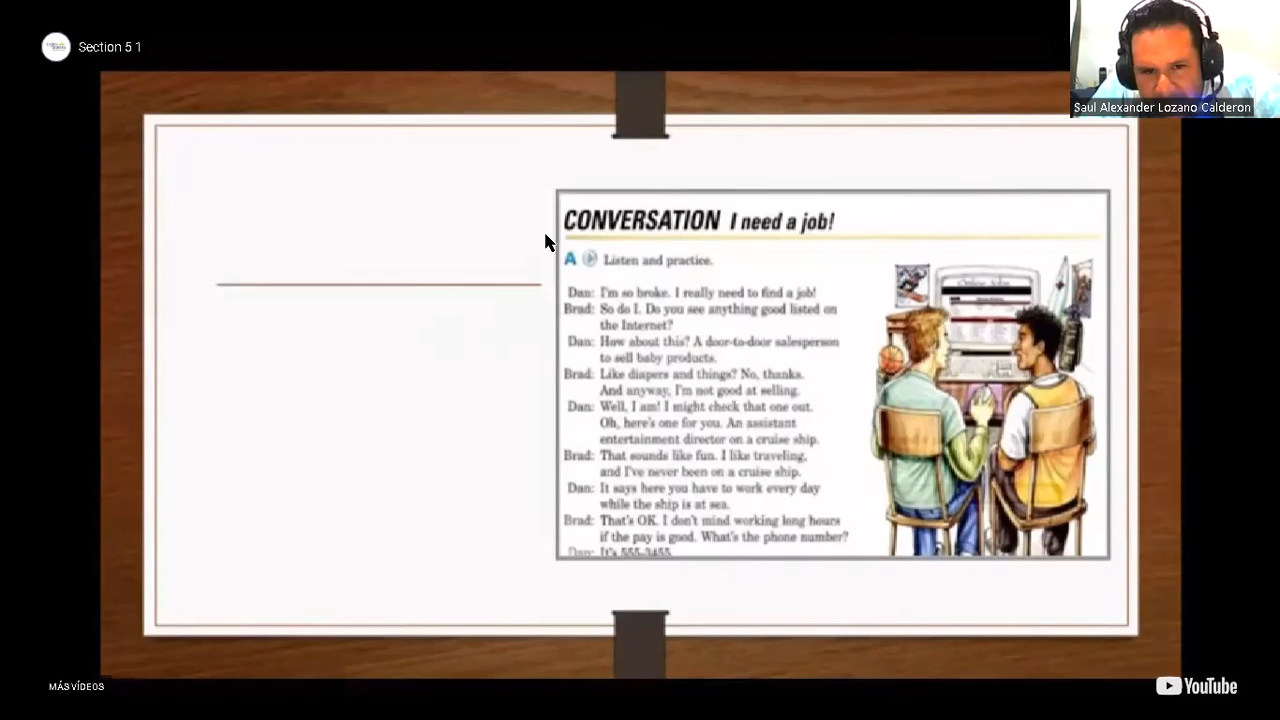 Section 5 1
Saul Alexander Lozano Calderon
CONVERSATION I need a job!
A Listen and practice.
Dan: I'm so broke. I really need to find a job!
Brad: So do I. Do you see anything good listed on
the Internet?
Dan: How about this? A door-to-door salesperson
to sell baby products.
Brad: Like diapers and things? No, thanks.
And anyway, I'm not good at selling.
Dan: Well, I am! I might check that one out.
Oh, here's one for you. An assistant
entertainment director on a cruise ship.
Brad: That sounds like fun. I like traveling,
and I've never been on a cruise ship.
Dan: It says here you have to work every day
while the ship is at sea.
Brad: That's OK. I don't mind working long hours
if the pay is good. What's the phone number?
Dan: It's 555-3455.
MÁS VÍDEOS
YouTube